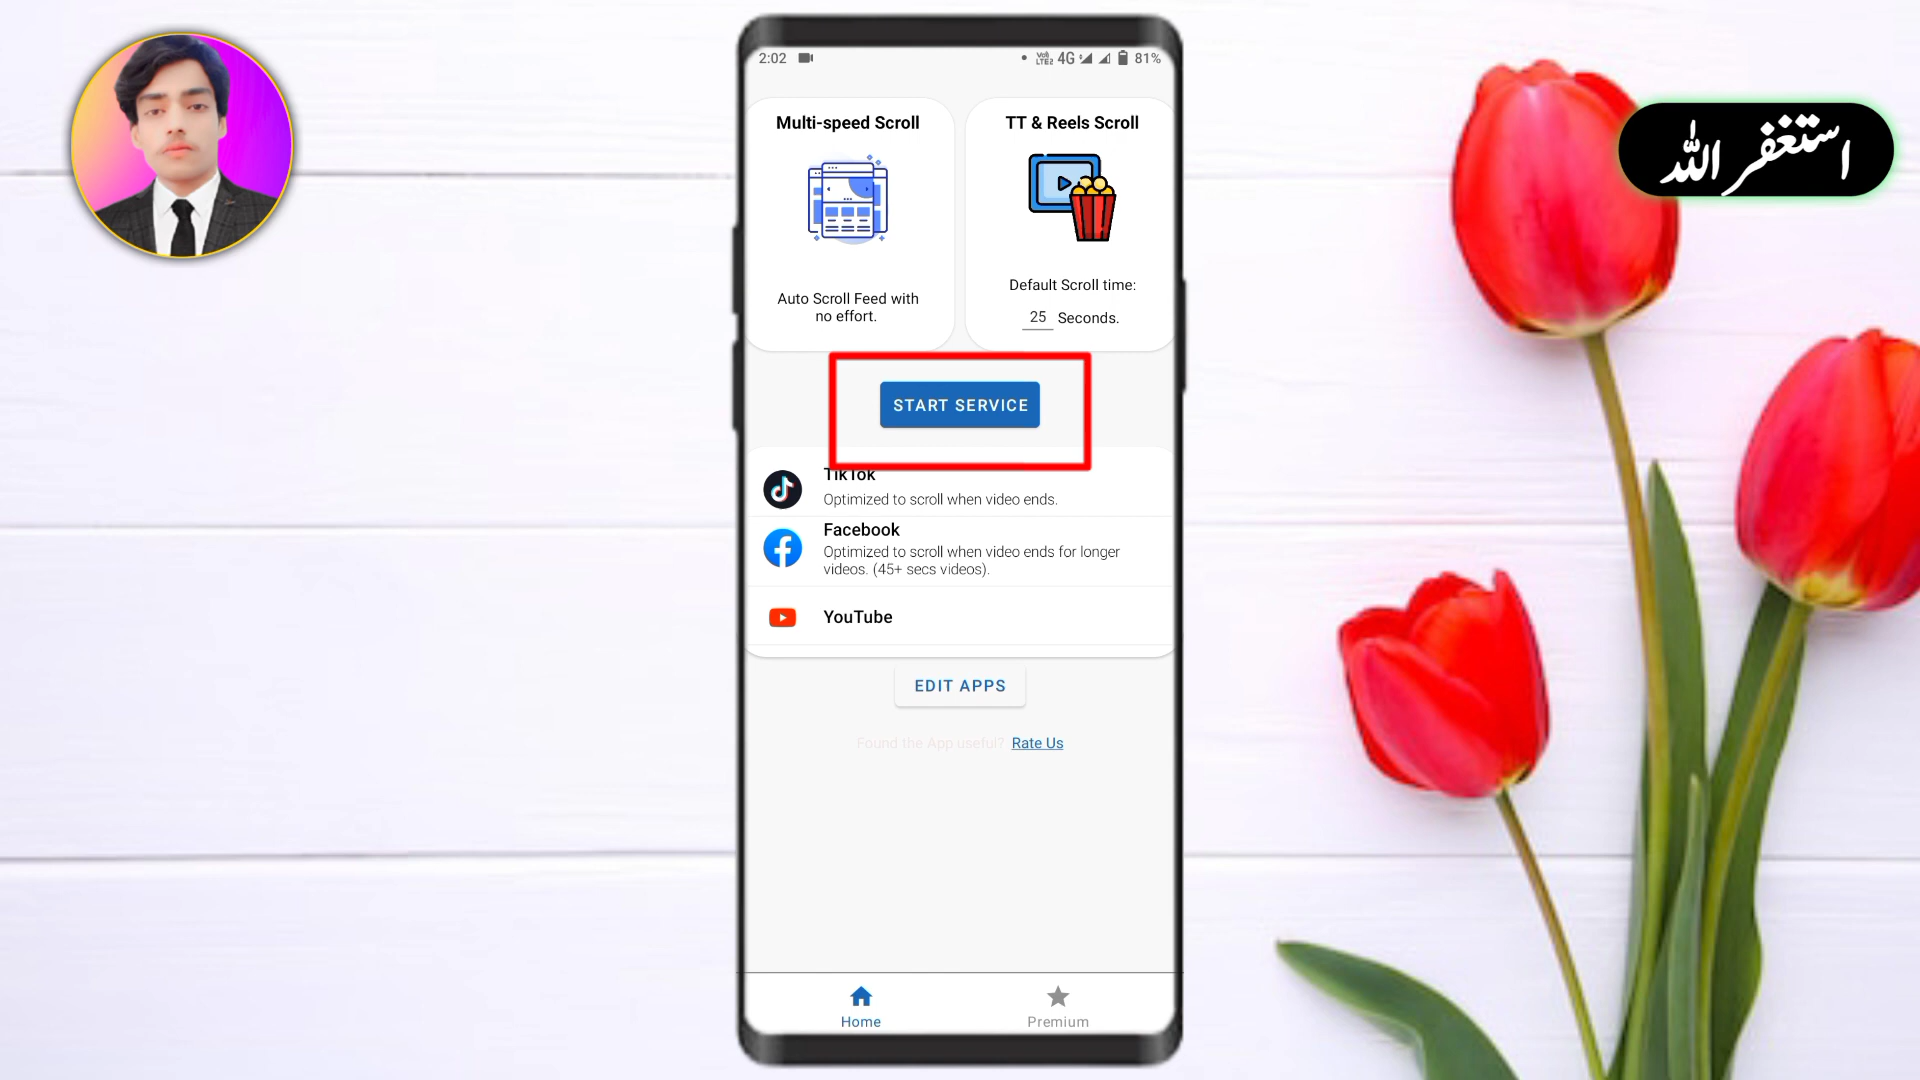 2:02
VoLTE2 4G 81%
استغفر اللہ
Multi-speed Scroll
Auto Scroll Feed with
no effort.
TT & Reels Scroll
Default Scroll time:
25 Seconds.
START SERVICE
TikTok
Optimized to scroll when video ends.
Facebook
Optimized to scroll when video ends for longer
videos. (45+ secs videos).
YouTube
EDIT APPS
Found the App useful? Rate Us
Home
Premium